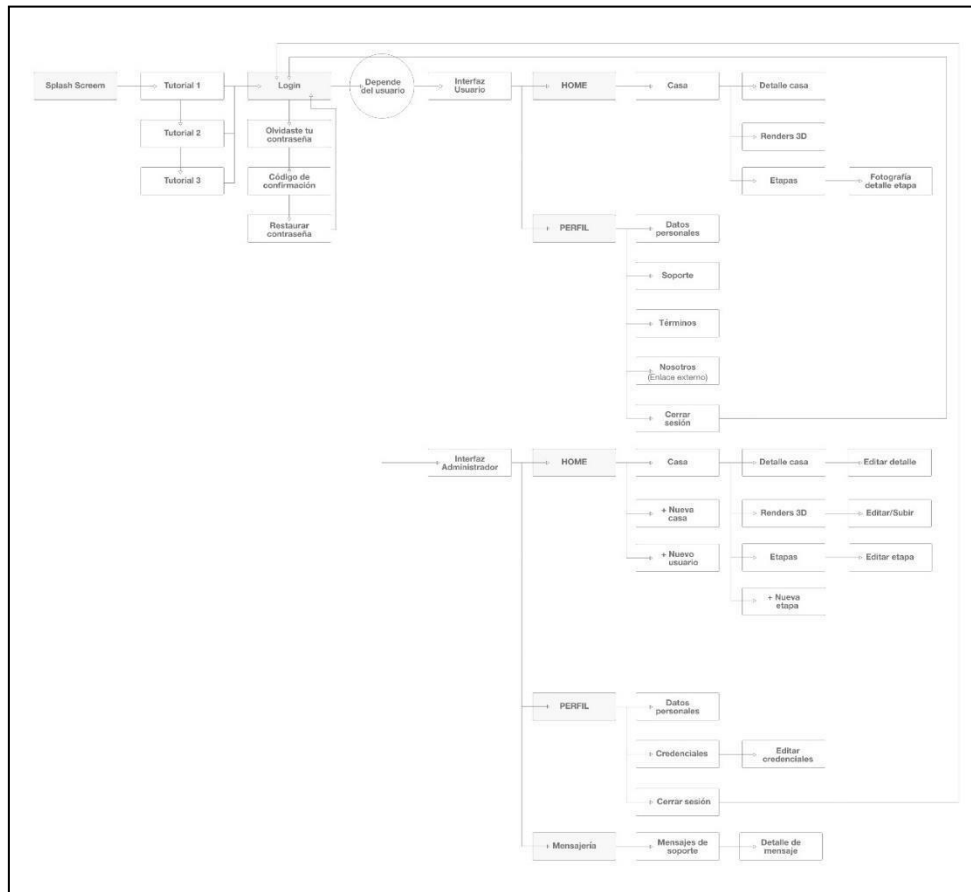 Splash Screem
Tutorial 1
Login
Depende
del usuario
Interfaz
Usuario
HOME
Casa
Detalle casa
Tutorial 2
Olvidaste tu
contraseña
Renders 3D
Tutorial 3
Código de
confirmación
Etapas
Fotografía
detalle etapa
Restaurar
contraseña
PERFIL
Datos
personales
Soporte
Términos
Nosotros
(Enlace externo)
Cerrar
sesión
Interfaz
Administrador
HOME
Casa
Detalle casa
Editar detalle
+ Nueva
casa
Renders 3D
Editar/Subir
+ Nuevo
usuario
Etapas
Editar etapa
+ Nueva
etapa
PERFIL
Datos
personales
Credenciales
Editar
credenciales
Cerrar sesión
Mensajería
Mensajes de
soporte
Detalle de
mensaje